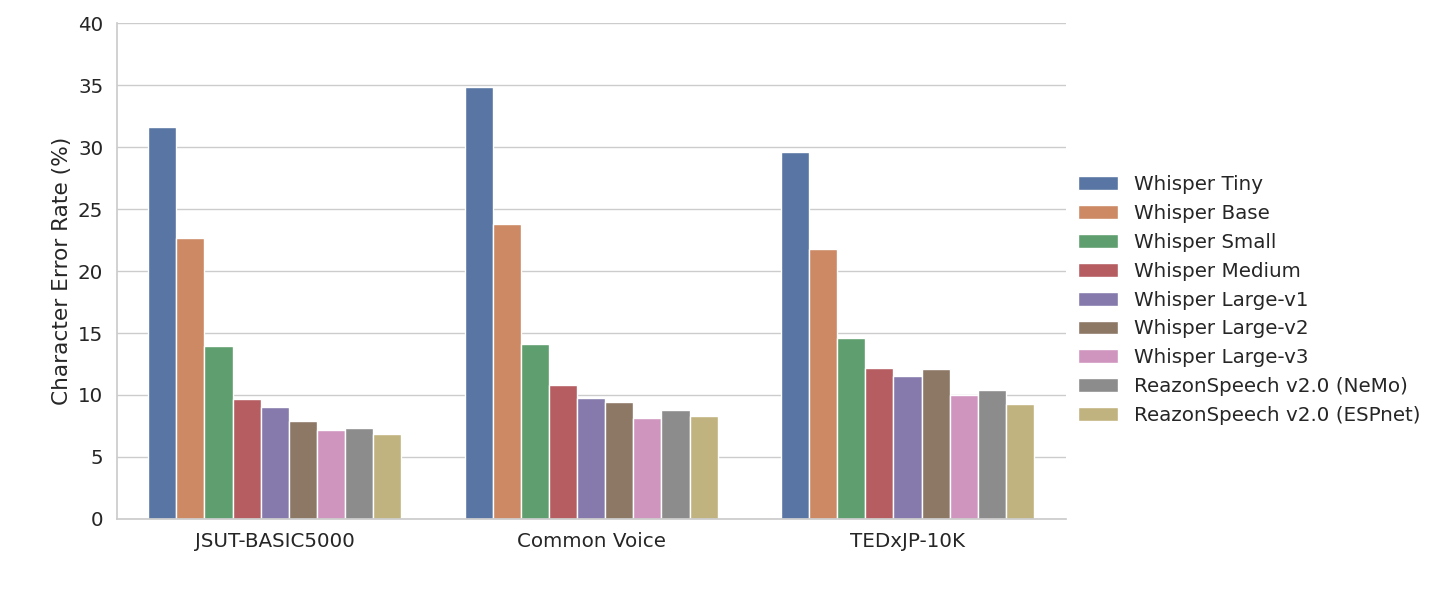 40
35
30
25
20
15
10
5
0
Character Error Rate (%)
JSUT-BASIC5000
Common Voice
TEDxJP-10K
Whisper Tiny
Whisper Base
Whisper Small
Whisper Medium
Whisper Large-v1
Whisper Large-v2
Whisper Large-v3
ReazonSpeech v2.0 (NeMo)
ReazonSpeech v2.0 (ESPnet)